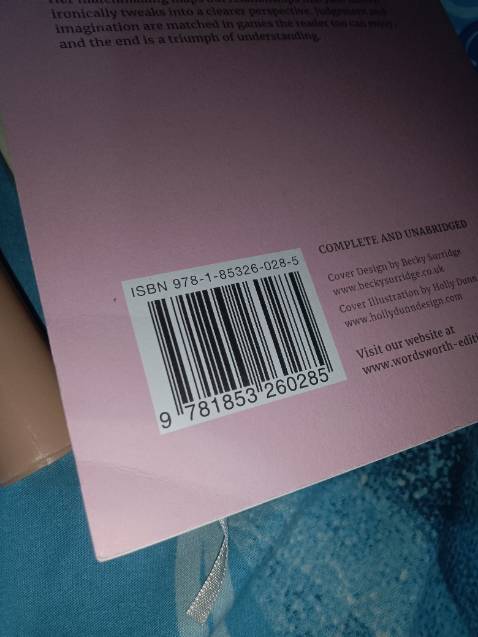 ironically tweaks into a clearer perspective. Judgement and
imagination are matched in games the reader too can enjoy,
and the end is a triumph of understanding.
COMPLETE AND UNABRIDGED
Cover Design by Becky Surridge
www.beckysurridge.co.uk
Cover Illustration by Holly Dunn
www.hollydunndesign.com
Visit our website at
www.wordsworth-editi
ISBN 978-1-85326-028-5
9 781853 260285